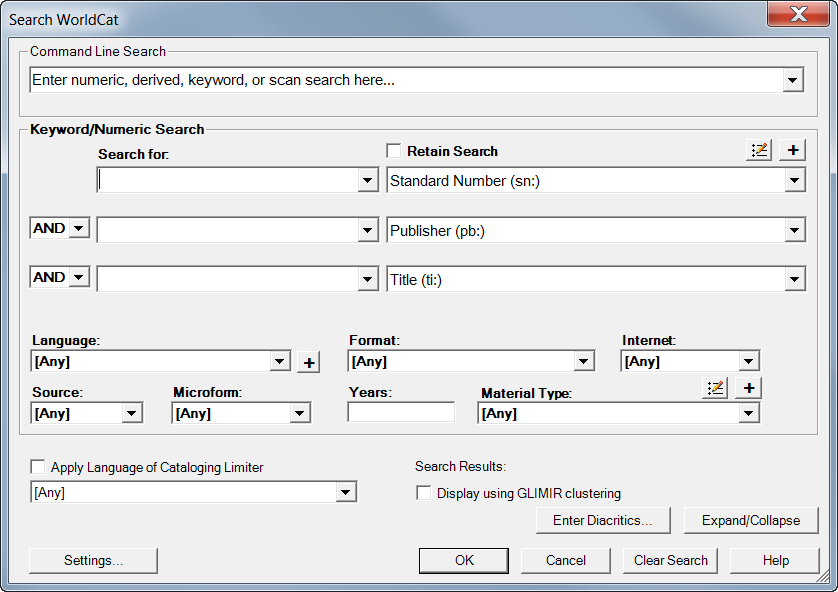 Search WorldCat
Command Line Search
Enter numeric, derived, keyword, or scan search here...
Keyword/Numeric Search
Search for:
Retain Search
Standard Number (sn:)
AND
Publisher (pb:)
AND
Title (ti:)
Language:
Format:
Internet:
[Any]
[Any]
[Any]
Source:
Microform:
Years:
Material Type:
[Any]
[Any]
[Any]
Apply Language of Cataloging Limiter
Search Results:
[Any]
Display using GLIMIR clustering
Enter Diacritics...
Expand/Collapse
Settings...
OK
Cancel
Clear Search
Help